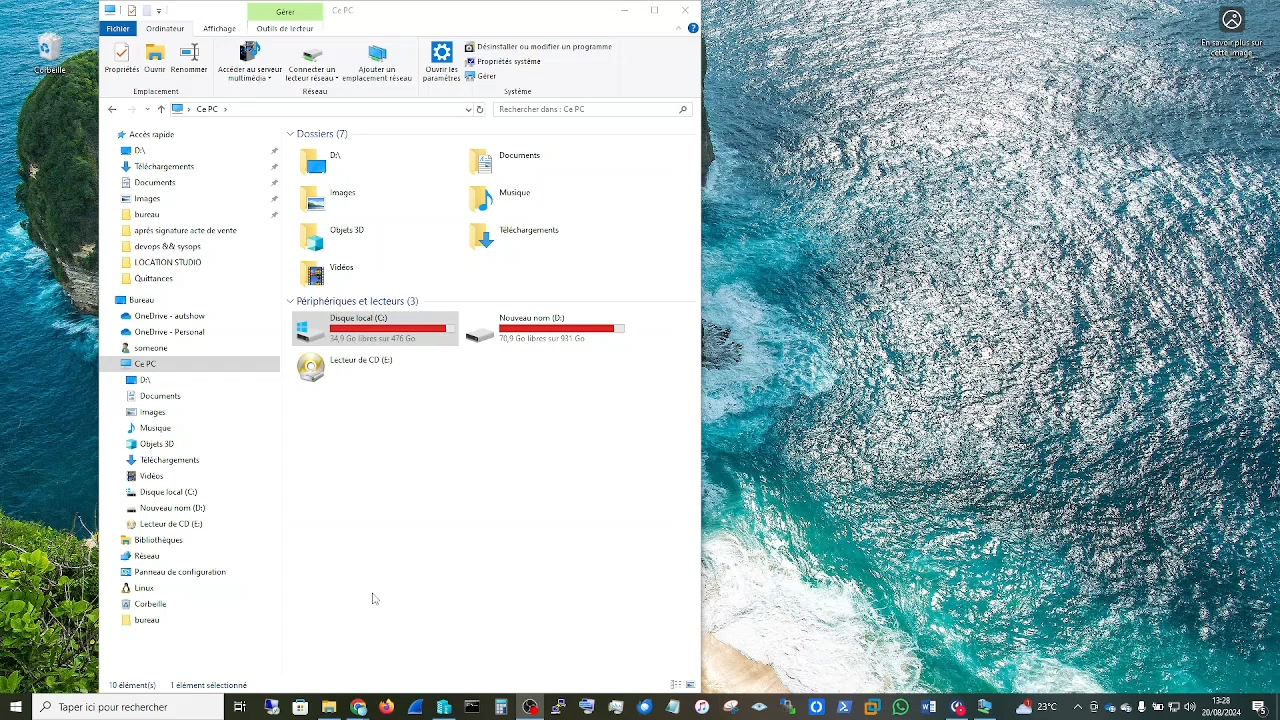 Corbeille
Gérer
Ce PC
Fichier
Ordinateur
Affichage
Outils de lecteur
Propriétés
Ouvrir
Renommer
Emplacement
Accéder au serveur
multimédia
Connecter un
lecteur réseau
Ajouter un
emplacement réseau
Réseau
Ouvrir les
paramètres
Désinstaller ou modifier un programme
Propriétés système
Gérer
Système
Ce PC
Rechercher dans : Ce PC
Accès rapide
D:\
Téléchargements
Documents
Images
bureau
aprés signature acte de vente
devops && sysops
LOCATION STUDIO
Quittances
Bureau
OneDrive - autshow
OneDrive - Personal
someone
Ce PC
D:\
Documents
Images
Musique
Objets 3D
Téléchargements
Vidéos
Disque local (C:)
Nouveau nom (D:)
Lecteur de CD (E:)
Bibliothèques
Réseau
Panneau de configuration
Linux
Corbeille
bureau
Dossiers (7)
D:\
Documents
Images
Musique
Objets 3D
Téléchargements
Vidéos
Périphériques et lecteurs (3)
Disque local (C:)
34,9 Go libres sur 476 Go
Nouveau nom (D:)
70,9 Go libres sur 931 Go
Lecteur de CD (E:)
10 élément(s)
1 élément sélectionné
En savoir plus sur
cette image
Taper ici pour rechercher
13:28
20/08/2024